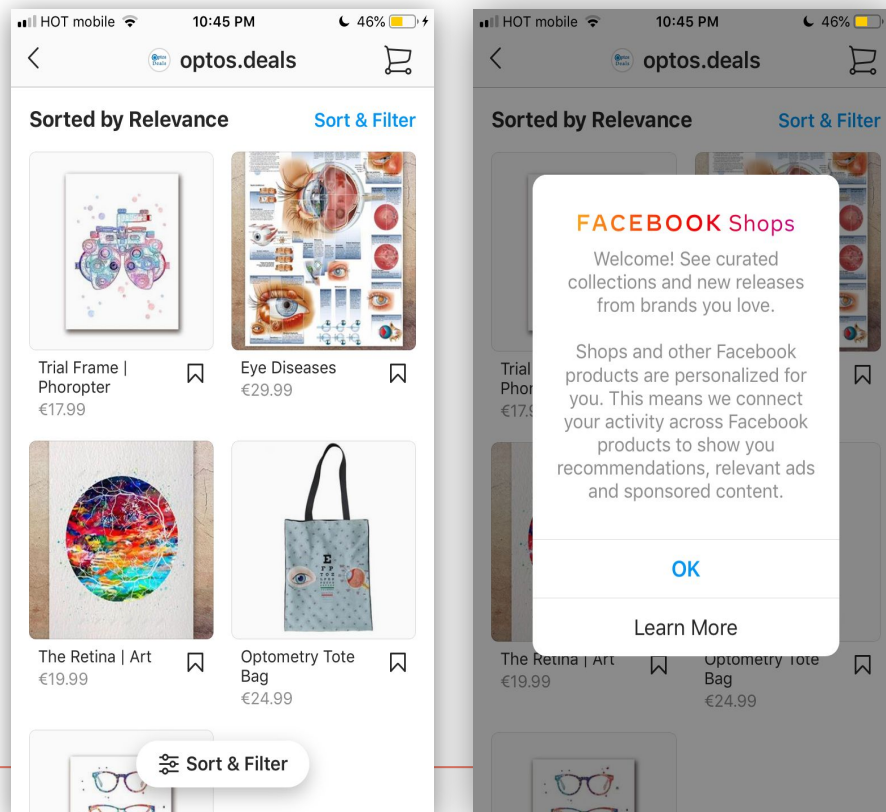 HOT mobile 10:45 PM 46%
optos.deals
Sorted by Relevance Sort & Filter
Trial Frame |
Phoropter
€17.99
Eye Diseases
€29.99
E
F P
The Retina | Art
€19.99
Optometry Tote
Bag
€24.99
Sort & Filter
HOT mobile 10:45 PM 46%
optos.deals
Sorted by Relevance Sort & Filter
FACEBOOK Shops
Welcome! See curated
collections and new releases
from brands you love.
Shops and other Facebook
products are personalized for
you. This means we connect
your activity across Facebook
products to show you
recommendations, relevant ads
and sponsored content.
OK
Learn More
Trial
Phor
€17.9
The Retina | Art
€19.99
Optometry Tote
Bag
€24.99